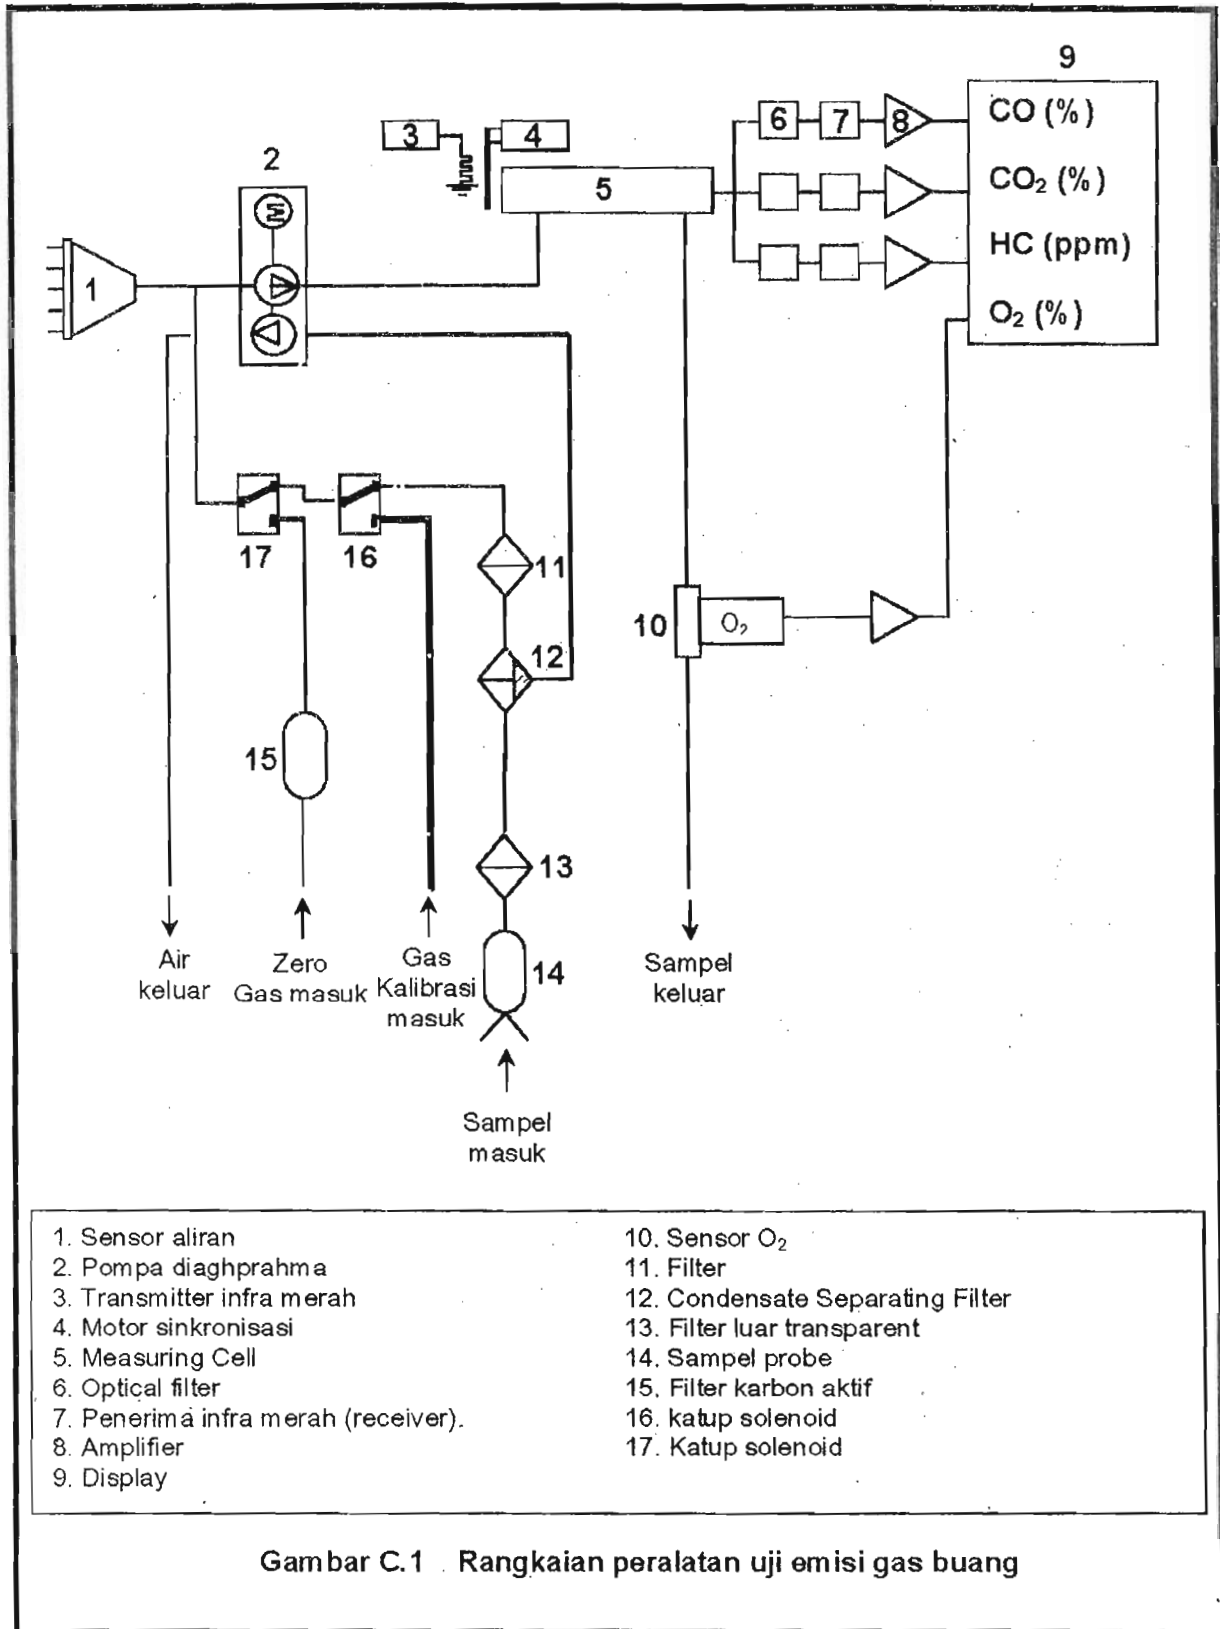 9
CO (%)
CO₂ (%)
HC (ppm)
O₂ (%)
6
7
8
3
4
2
5
M
1
17
16
11
12
10
O₂
15
13
14
Air
keluar
Zero
Gas masuk
Gas
Kalibrasi
masuk
Sampel
keluar
Sampel
masuk
1. Sensor aliran
2. Pompa diaghprahma
3. Transmitter infra merah
4. Motor sinkronisasi
5. Measuring Cell
6. Optical filter
7. Penerima infra merah (receiver).
8. Amplifier
9. Display
10. Sensor O₂
11. Filter
12. Condensate Separating Filter
13. Filter luar transparent
14. Sampel probe
15. Filter karbon aktif
16. katup solenoid
17. Katup solenoid
Gambar C.1 Rangkaian peralatan uji emisi gas buang